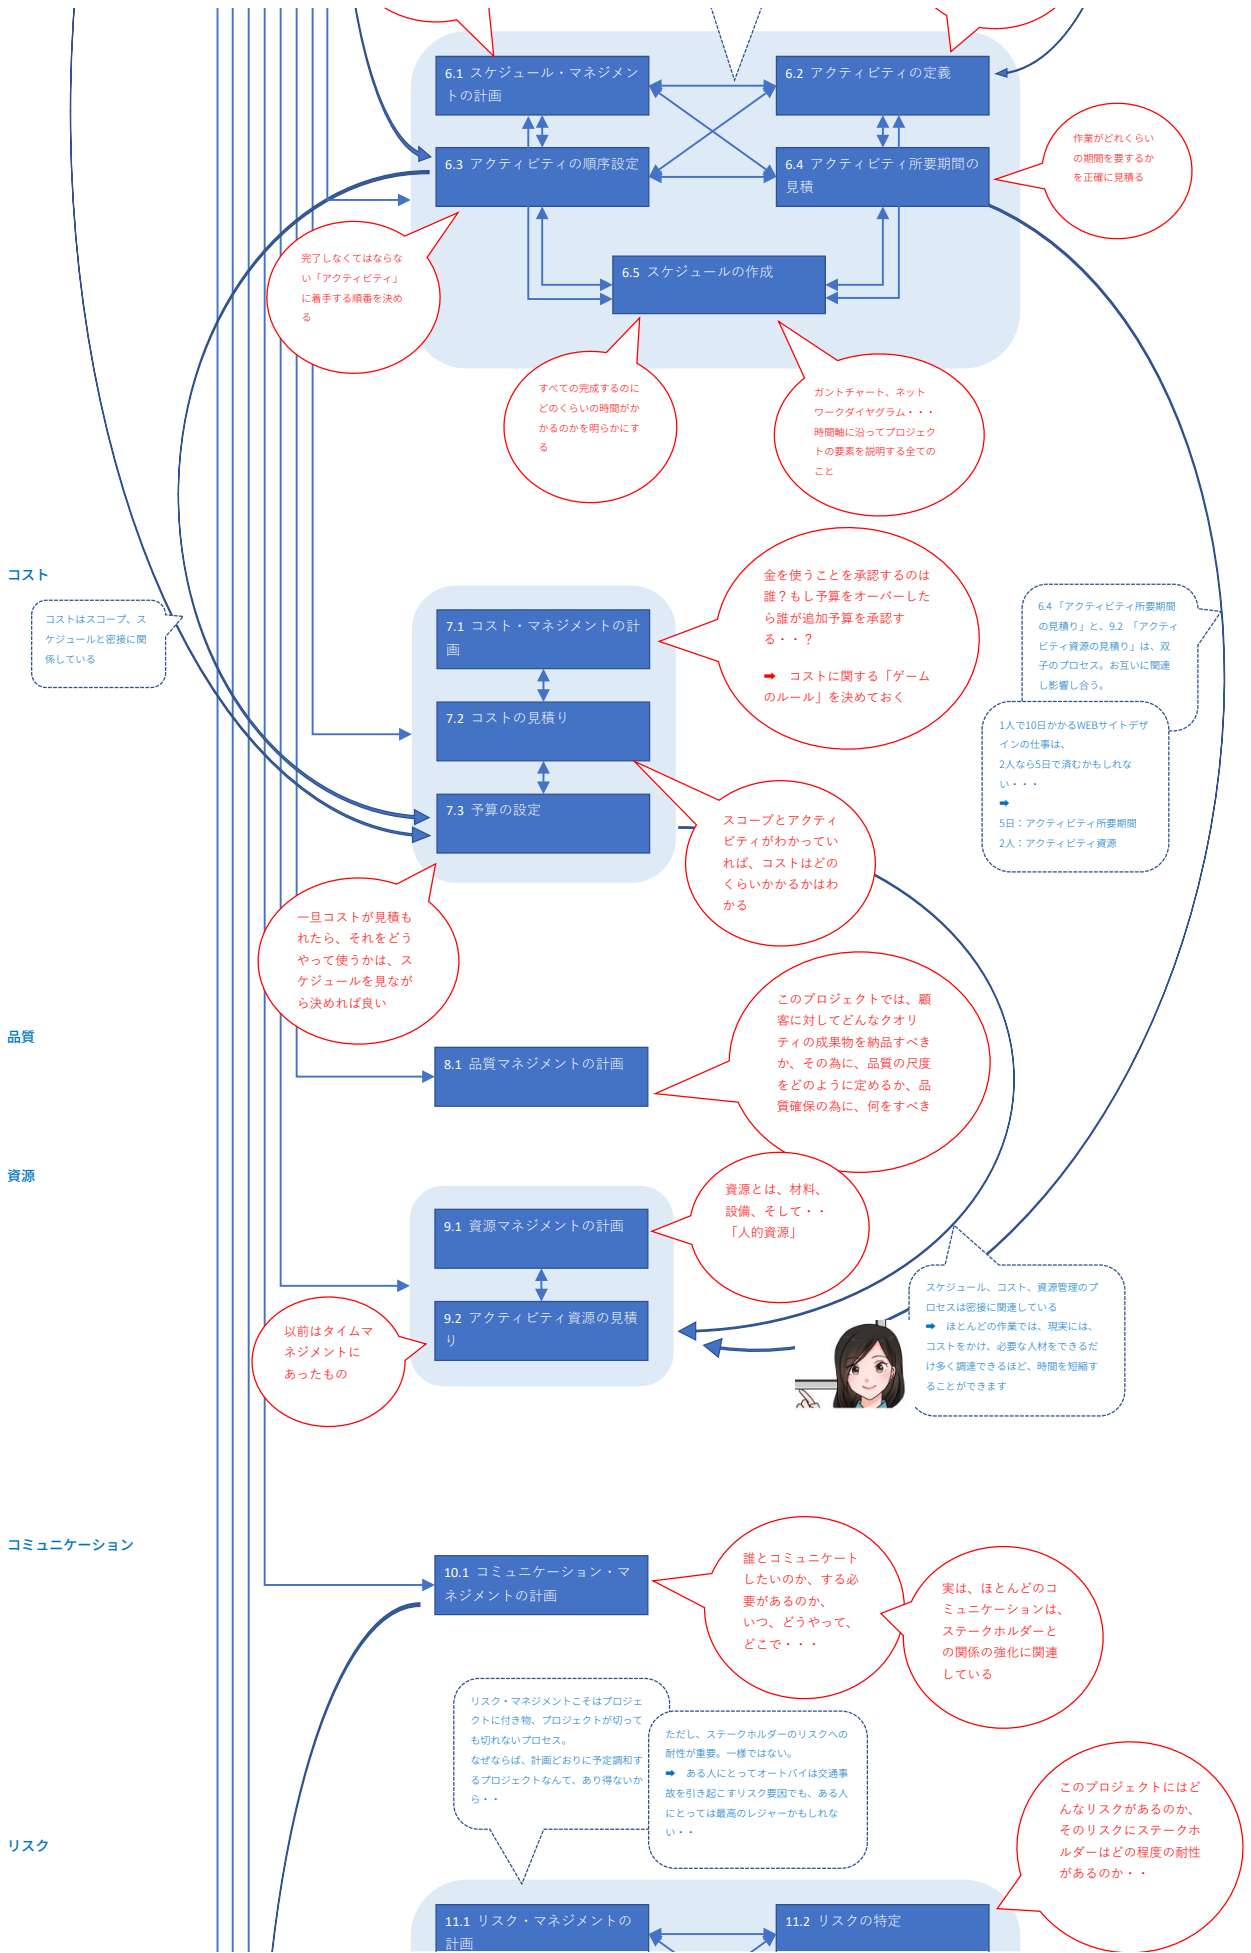 6.1 スケジュール・マネジメン
トの計画
6.2 アクティビティの定義
6.3 アクティビティの順序設定
6.4 アクティビティ所要期間の
見積
作業がどれくらい
の期間を要するか
を正確に見積る
完了しなくてはならな
い「アクティビティ」
に着手する順番を決め
る
6.5 スケジュールの作成
すべての完成するのに
どのくらいの時間がか
かるのかを明らかにす
る
ガントチャート、ネット
ワークダイヤグラム・・・
時間軸に沿ってプロジェク
トの要素を説明する全ての
こと
コスト
コストはスコープ、ス
ケジュールと密接に関
係している
7.1 コスト・マネジメントの計
画
7.2 コストの見積り
7.3 予算の設定
金を使うことを承認するのは
誰？もし予算をオーバーした
ら誰が追加予算を承認す
る・・？
➡ コストに関する「ゲーム
のルール」を決めておく
6.4 「アクティビティ所要期間
の見積り」と、9.2 「アクティ
ビティ資源の見積り」は、双
子のプロセス。お互いに関連
し影響し合う。
1人で10日かかるWEBサイトデザ
インの仕事は、
2人なら5日で済むかもしれな
い・・・
➡
5日：アクティビティ所要期間
2人：アクティビティ資源
スコープとアクティ
ビティがわかってい
れば、コストはどの
くらいかかるかはわ
かる
一旦コストが見積も
れたら、それをどう
やって使うかは、ス
ケジュールを見なが
ら決めれば良い
品質
8.1 品質マネジメントの計画
このプロジェクトでは、顧
客に対してどんなクオリ
ティの成果物を納品すべき
か、その為に、品質の尺度
をどのように定めるか、品
質確保の為に、何をすべき
資源
9.1 資源マネジメントの計画
9.2 アクティビティ資源の見積
り
資源とは、材料、
設備、そして・・
「人的資源」
以前はタイムマ
ネジメントに
あったもの
スケジュール、コスト、資源管理のプ
ロセスは密接に関連している
➡ ほとんどの作業では、現実には、
コストをかけ、必要な人材をできるだ
け多く調達できるほど、時間を短縮す
ることができます
コミュニケーション
10.1 コミュニケーション・マ
ネジメントの計画
誰とコミュニケート
したいのか、する必
要があるのか、
いつ、どうやって、
どこで・・・
実は、ほとんどのコ
ミュニケーションは、
ステークホルダーと
の関係の強化に関連
している
リスク・マネジメントこそはプロジェ
クトに付き物、プロジェクトが切って
も切れないプロセス。
なぜならば、計画どおりに予定調和す
るプロジェクトなんて、あり得ないか
ら・・
ただし、ステークホルダーのリスクへの
耐性が重要。一様ではない。
➡ ある人にとってオートバイは交通事
故を引き起こすリスク要因でも、ある人
にとっては最高のレジャーかもしれな
い・・
このプロジェクトにはど
んなリスクがあるのか、
そのリスクにステークホ
ルダーはどの程度の耐性
があるのか・・
リスク
11.1 リスク・マネジメントの
計画
11.2 リスクの特定